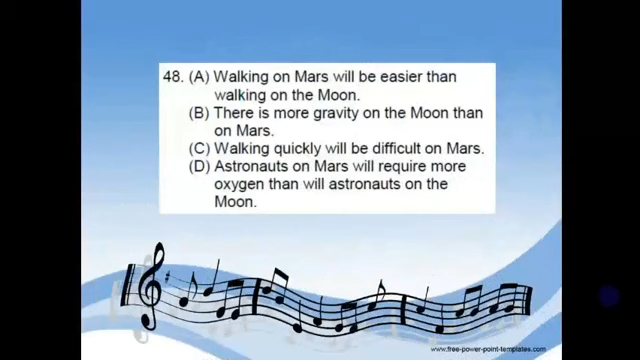 48. (A) Walking on Mars will be easier than
walking on the Moon.
(B) There is more gravity on the Moon than
on Mars.
(C) Walking quickly will be difficult on Mars.
(D) Astronauts on Mars will require more
oxygen than will astronauts on the
Moon.
www.free-power-point-templates.com